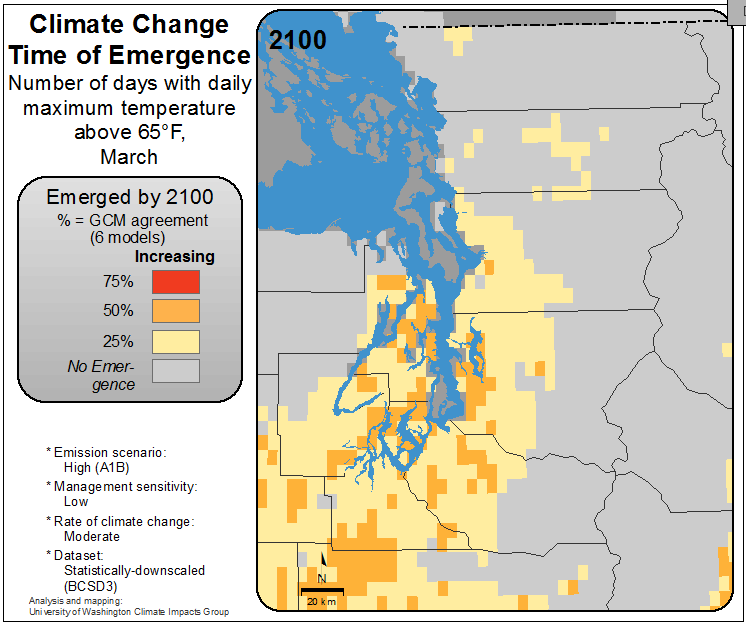 Climate Change
Time of Emergence
Number of days with daily
maximum temperature
above 65°F,
March
Emerged by 2100
% = GCM agreement
(6 models)
Increasing
75%
50%
25%
No Emer-
gence
* Emission scenario:
High (A1B)
* Management sensitivity:
Low
* Rate of climate change:
Moderate
* Dataset:
Statistically-downscaled
(BCSD3)
Analysis and mapping:
University of Washington Climate Impacts Group
2100
N
20 km